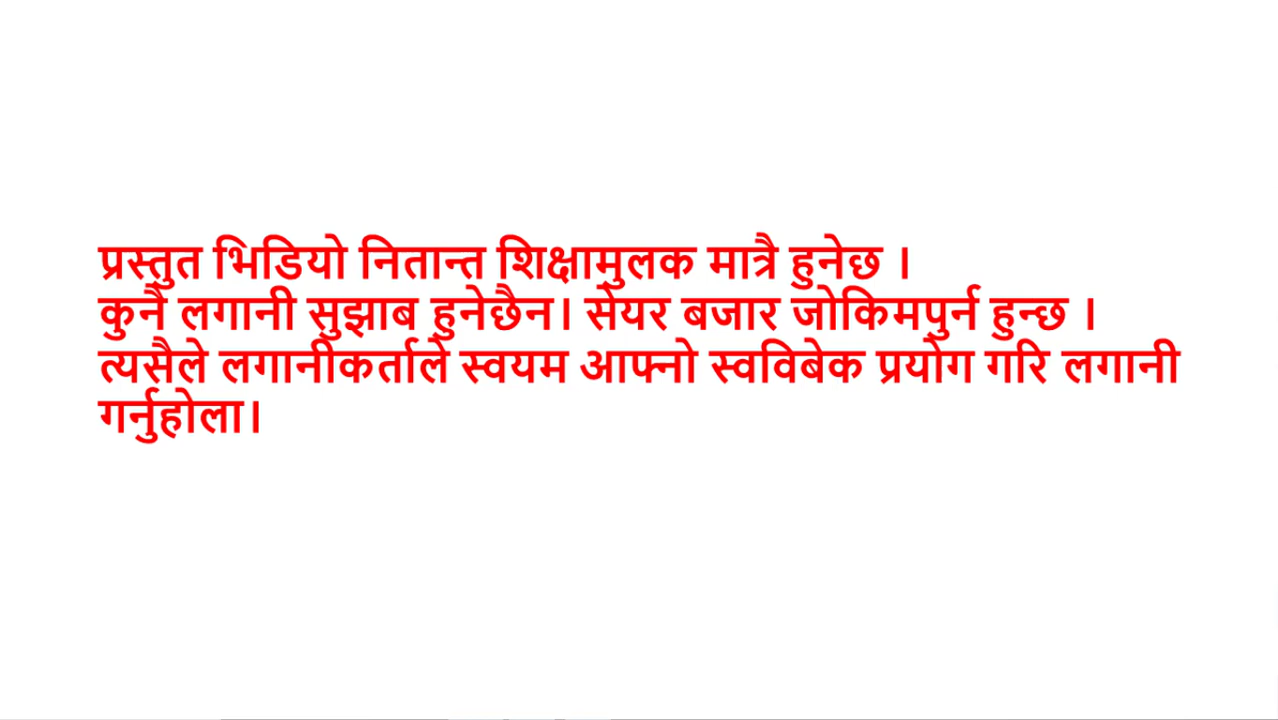 प्रस्तुत भिडियो नितान्त शिक्षामुलक मात्रै हुनेछ ।
कुनै लगानी सुझाब हुनेछैन। सेयर बजार जोकिमपुर्न हुन्छ ।
त्यसैले लगानीकर्ताले स्वयम आफ्नो स्वविबेक प्रयोग गरि लगानी
गर्नुहोला।